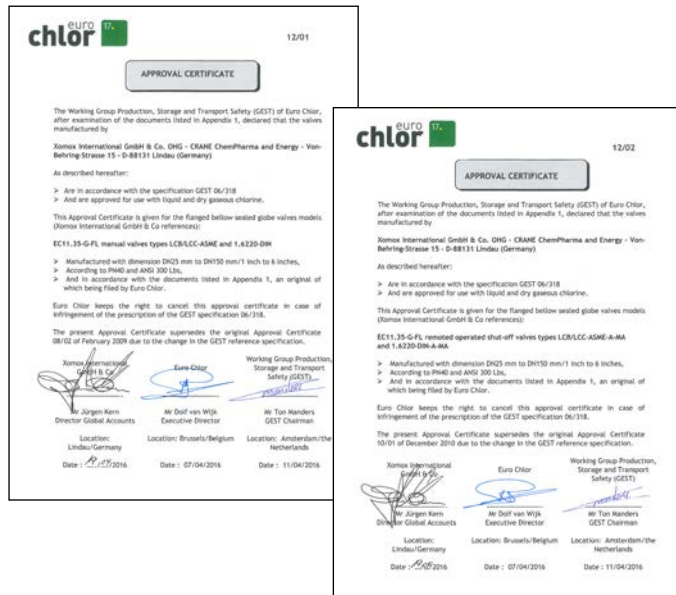 euro
chlor
17.
12/01
APPROVAL CERTIFICATE
The Working Group Production, Storage and Transport Safety (GEST) of Euro Chlor,
after examination of the documents listed in Appendix 1, declared that the valves
manufactured by
Xomox International GmbH & Co. OHG - CRANE ChemPharma and Energy - Von-
Behring-Strasse 15 - D-88131 Lindau (Germany)
As described hereafter:
➢ Are in accordance with the specification GEST 06/318
➢ And are approved for use with liquid and dry gaseous chlorine.
This Approval Certificate is given for the flanged bellow sealed globe valves models
(Xomox International GmbH & Co references):
EC11.35-G-FL manual valves types LCB/LCC-ASME and 1.6220-DIN
➢ Manufactured with dimension DN25 mm to DN150 mm/1 inch to 6 inches,
➢ According to PN40 and ANSI 300 Lbs,
➢ And in accordance with the documents listed in Appendix 1, an original of
which being filed by Euro Chlor.
Euro Chlor keeps the right to cancel this approval certificate in case of
infringement of the prescription of the GEST specification 06/318.
The present Approval Certificate supersedes the original Approval Certificate
08/02 of February 2009 due to the change in the GEST reference-specification.
Xomox International
GmbH & Co
Euro Chlor
Working Group Production,
Storage and Transport
Safety (GEST)
Mr Jürgen Kern
Director Global Accounts
Mr Dolf van Wijk
Executive Director
Mr Ton Manders
GEST Chairman
Location:
Lindau/Germany
Location: Brussels/Belgium
Location: Amsterdam/the
Netherlands
Date : 2016
Date : 07/04/2016
Date : 11/04/2016
euro
chlor
17.
12/02
APPROVAL CERTIFICATE
The Working Group Production, Storage and Transport Safety (GEST) of Euro Chlor,
after examination of the documents listed in Appendix 1, declared that the valves
manufactured by
Xomox International GmbH & Co. OHG - CRANE ChemPharma and Energy - Von-
Behring-Strasse 15 - D-88131 Lindau (Germany)
As described hereafter:
➢ Are in accordance with the specification GEST 06/318
➢ And are approved for use with liquid and dry gaseous chlorine.
This Approval Certificate is given for the flanged bellow sealed globe valves models
(Xomox International GmbH & Co references):
EC11.35-G-FL remoted operated shut-off valves types LCB/LCC-ASME-A-MA
and 1.6220-DIN-A-MA
➢ Manufactured with dimension DN25 mm to DN150 mm/1 inch to 6 inches,
➢ According to PN40 and ANSI 300 Lbs,
➢ And in accordance with the documents listed in Appendix 1, an original of
which being filed by Euro Chlor.
Euro Chlor keeps the right to cancel this approval certificate in case of
infringement of the prescription of the GEST specification 06/318.
The present Approval Certificate supersedes the original Approval Certificate
10/01 of December 2010 due to the change in the GEST reference-specification.
Xomox International
GmbH & Co
Euro Chlor
Working Group Production,
Storage and Transport
Safety (GEST)
Mr Jürgen Kern
Director Global Accounts
Mr Dolf van Wijk
Executive Director
Mr Ton Manders
GEST Chairman
Location:
Lindau/Germany
Location: Brussels/Belgium
Location: Amsterdam/the
Netherlands
Date : 2016
Date : 07/04/2016
Date : 11/04/2016